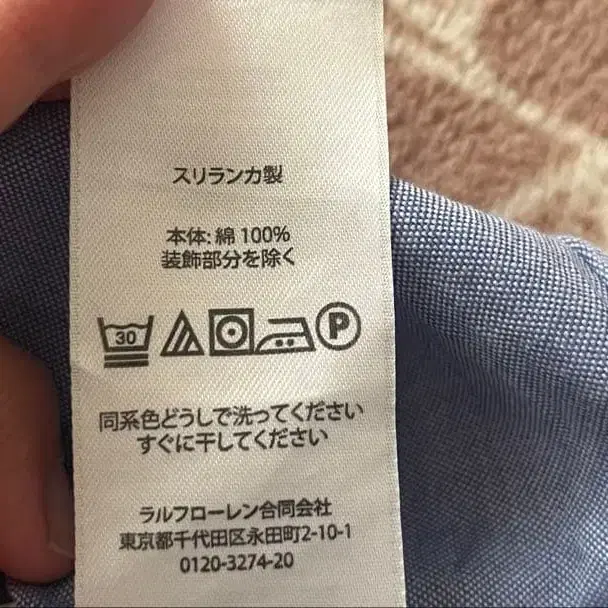 スリランカ製
本体: 綿 100%
装飾部分を除く
30 P
同系色どうしで洗ってください
すぐに干してください
ラルフローレン合同会社
東京都千代田区永田町2-10-1
0120-3274-20